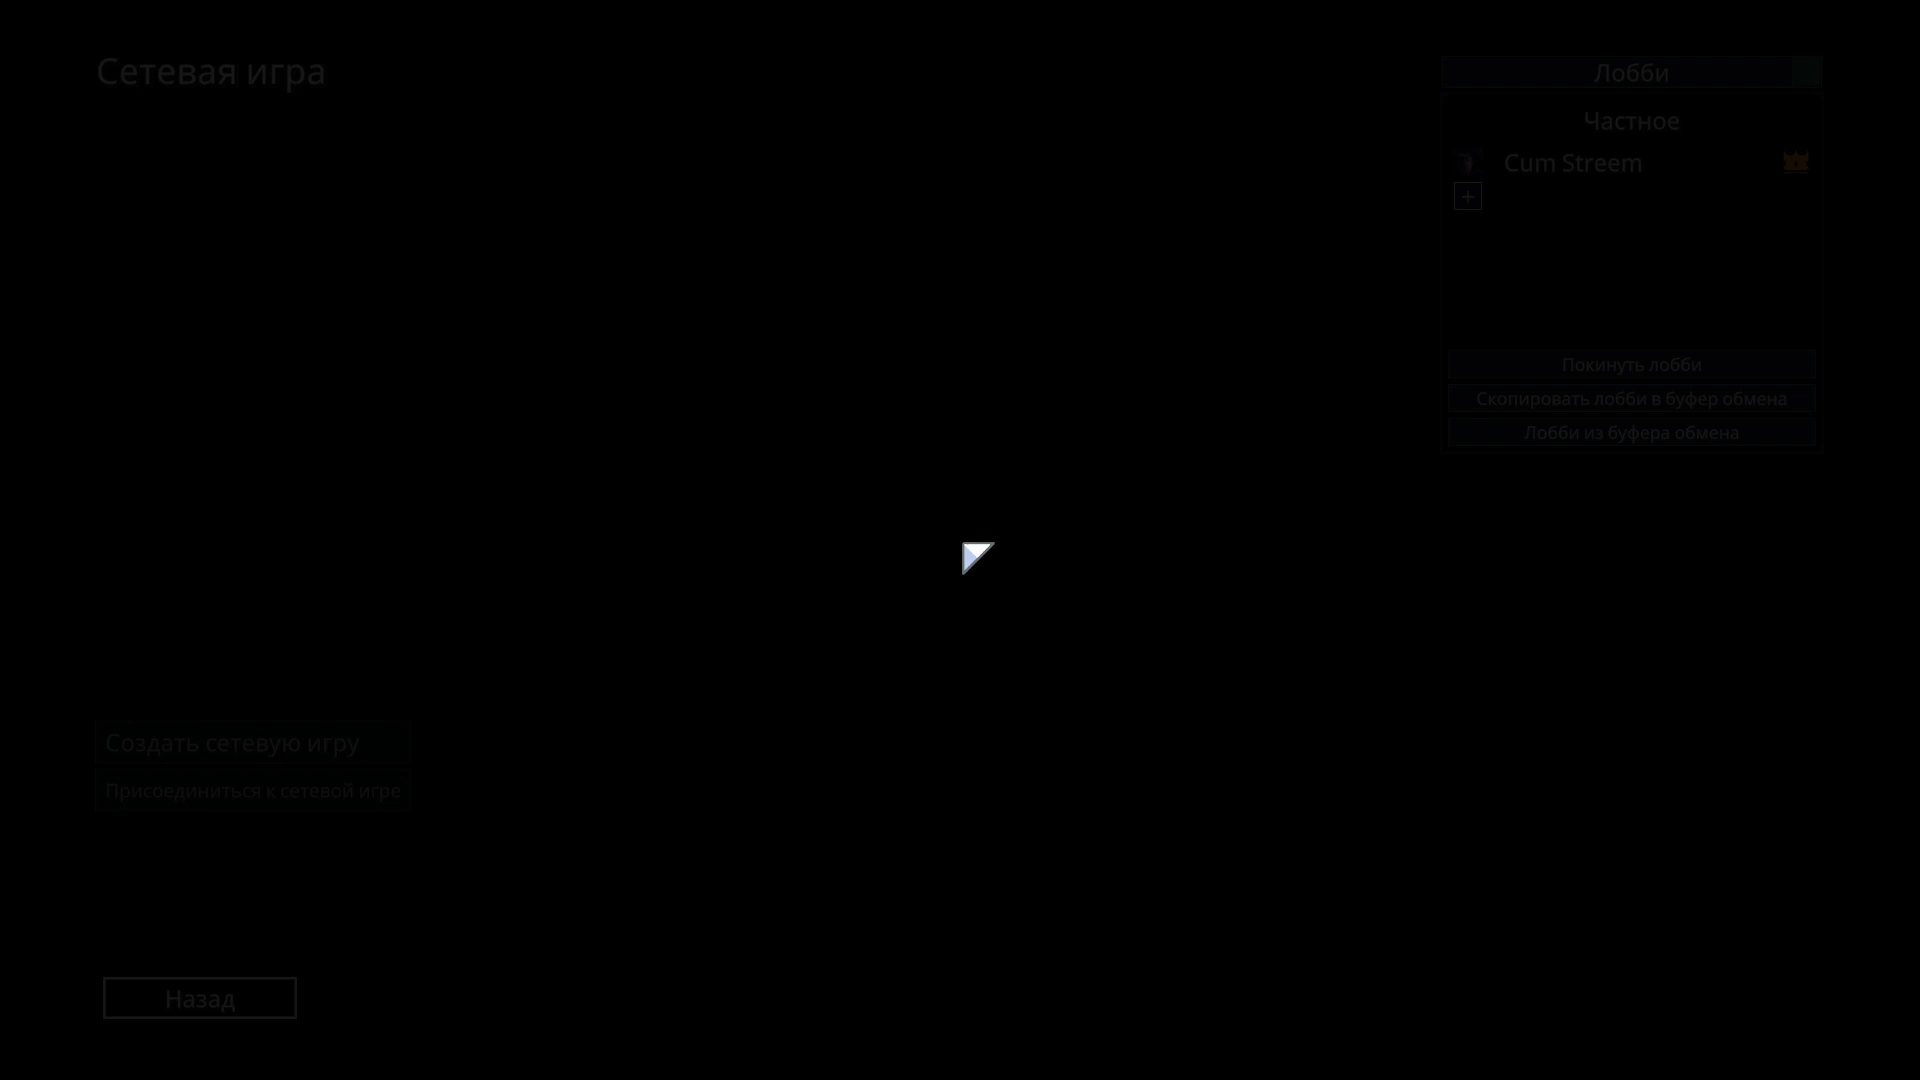 Сетевая игра
Лобби
Частное
Cum Streem
+
Покинуть лобби
Скопировать лобби в буфер обмена
Лобби из буфера обмена
Создать сетевую игру
Присоединиться к сетевой игре
Назад